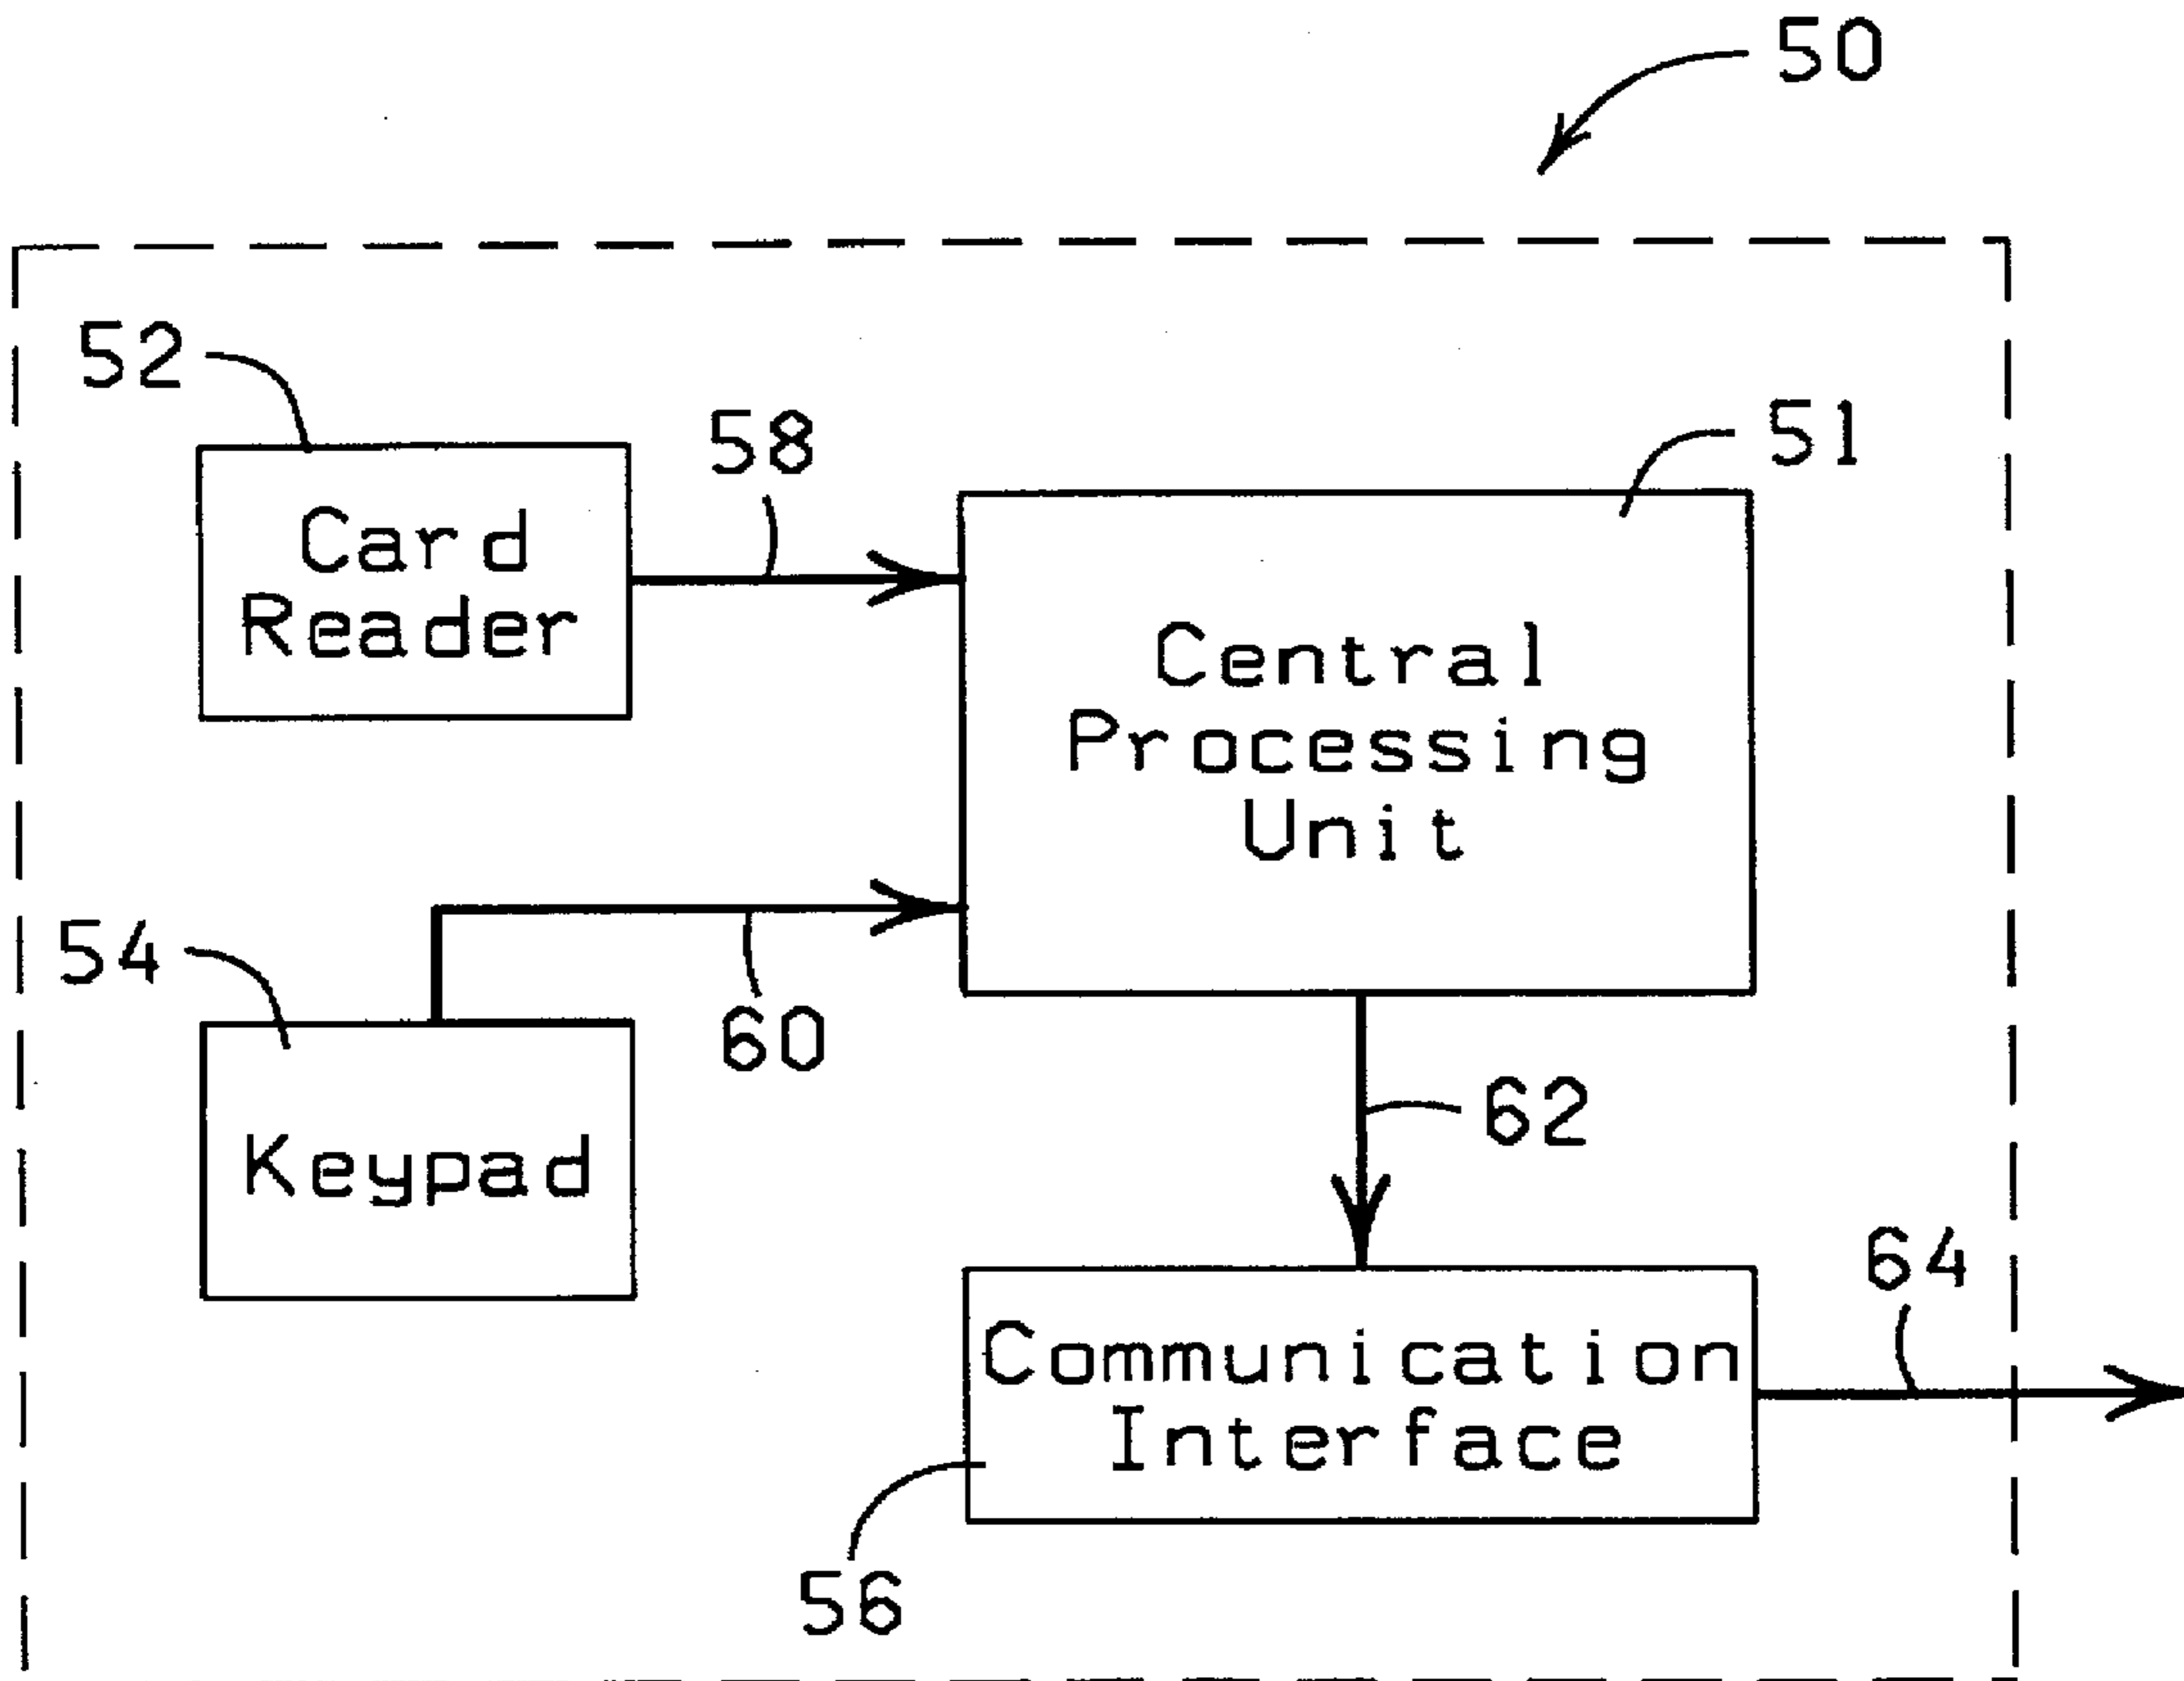 50
52
58
51
Card
Reader
Central
Processing
Unit
54
60
Keypad
62
64
Communication
Interface
56